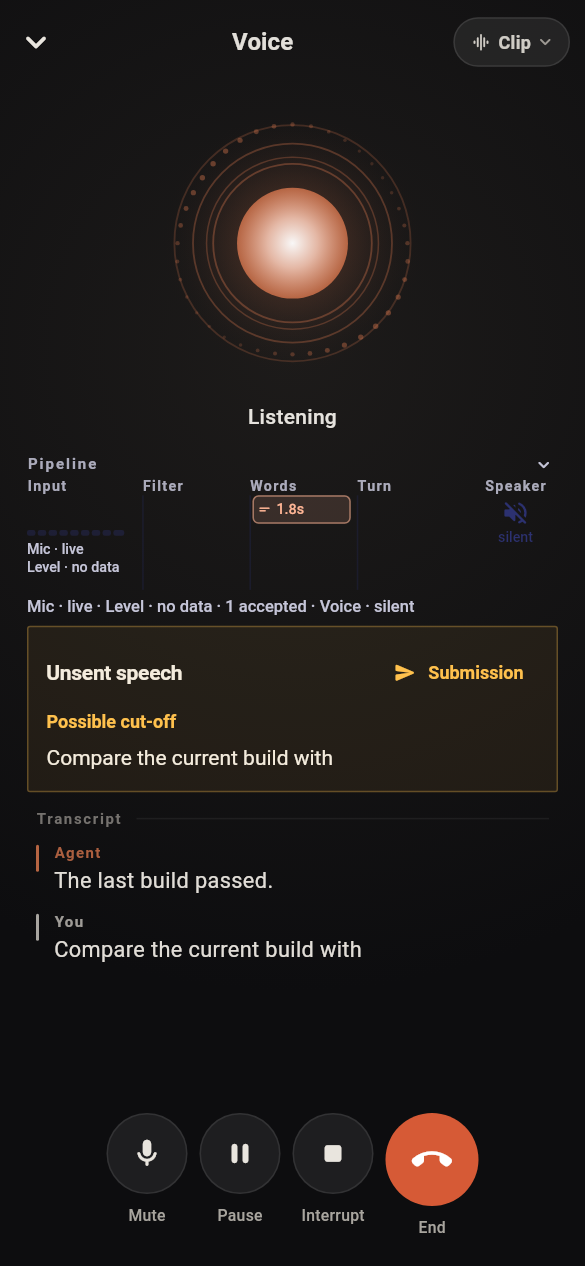 Voice
Clip
Listening
Pipeline
Input Filter Words Turn Speaker
1.8s
silent
Mic · live
Level · no data
Mic · live · Level · no data · 1 accepted · Voice · silent
Unsent speech
Submission
Possible cut-off
Compare the current build with
Transcript
Agent
The last build passed.
You
Compare the current build with
Mute Pause Interrupt End